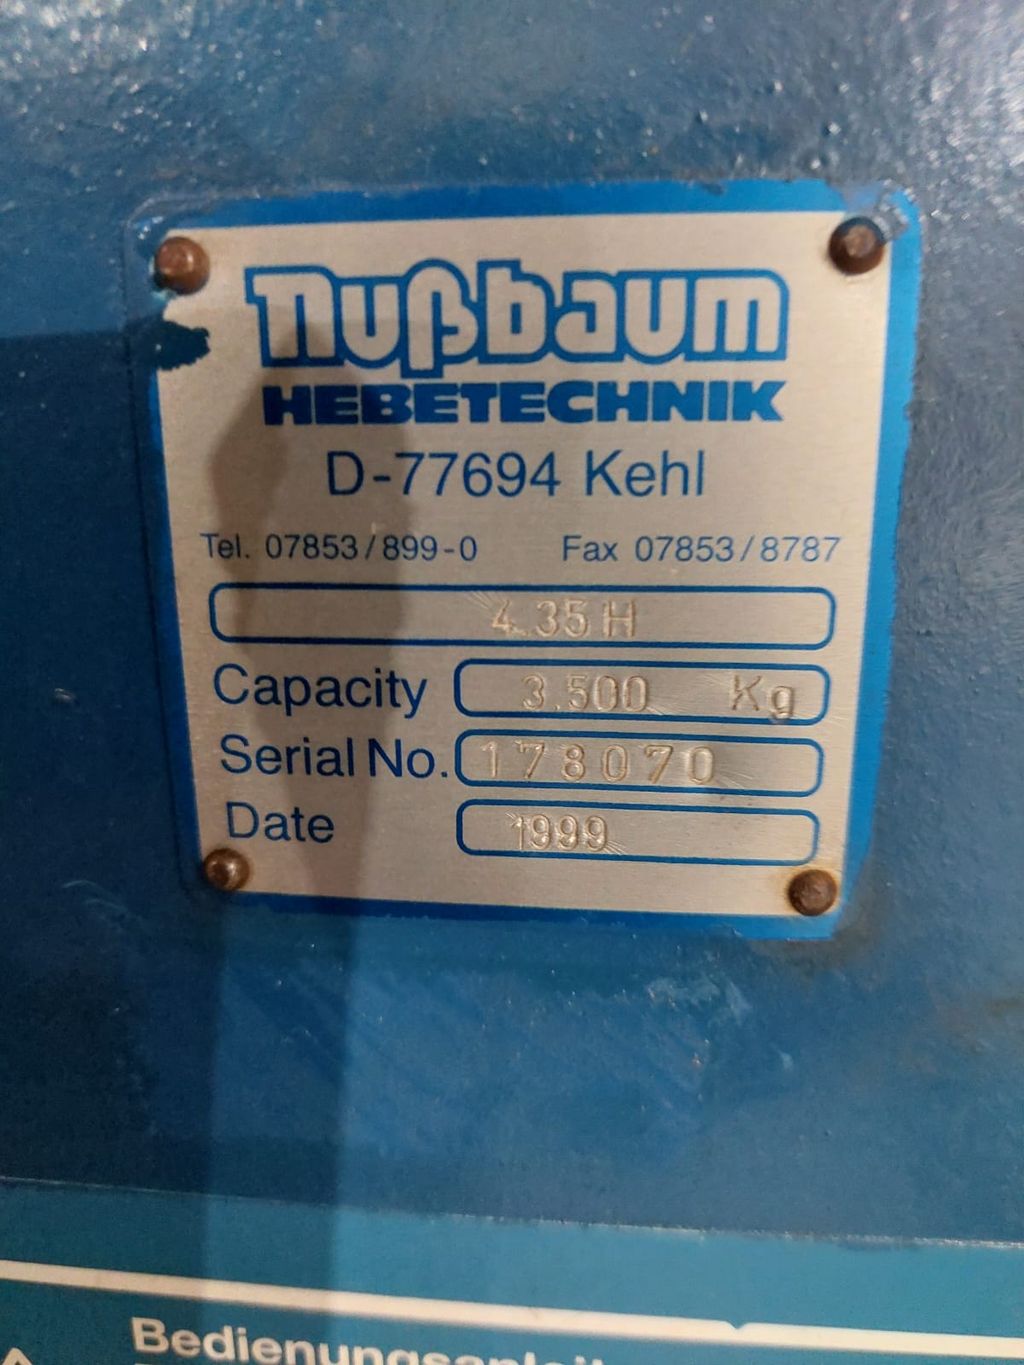 Nußbaum
HEBETECHNIK
D-77694 Kehl
Tel. 07853/899-0 Fax 07853/8787
4.35 H
Capacity 3.500 Kg
Serial No. 178070
Date 1999